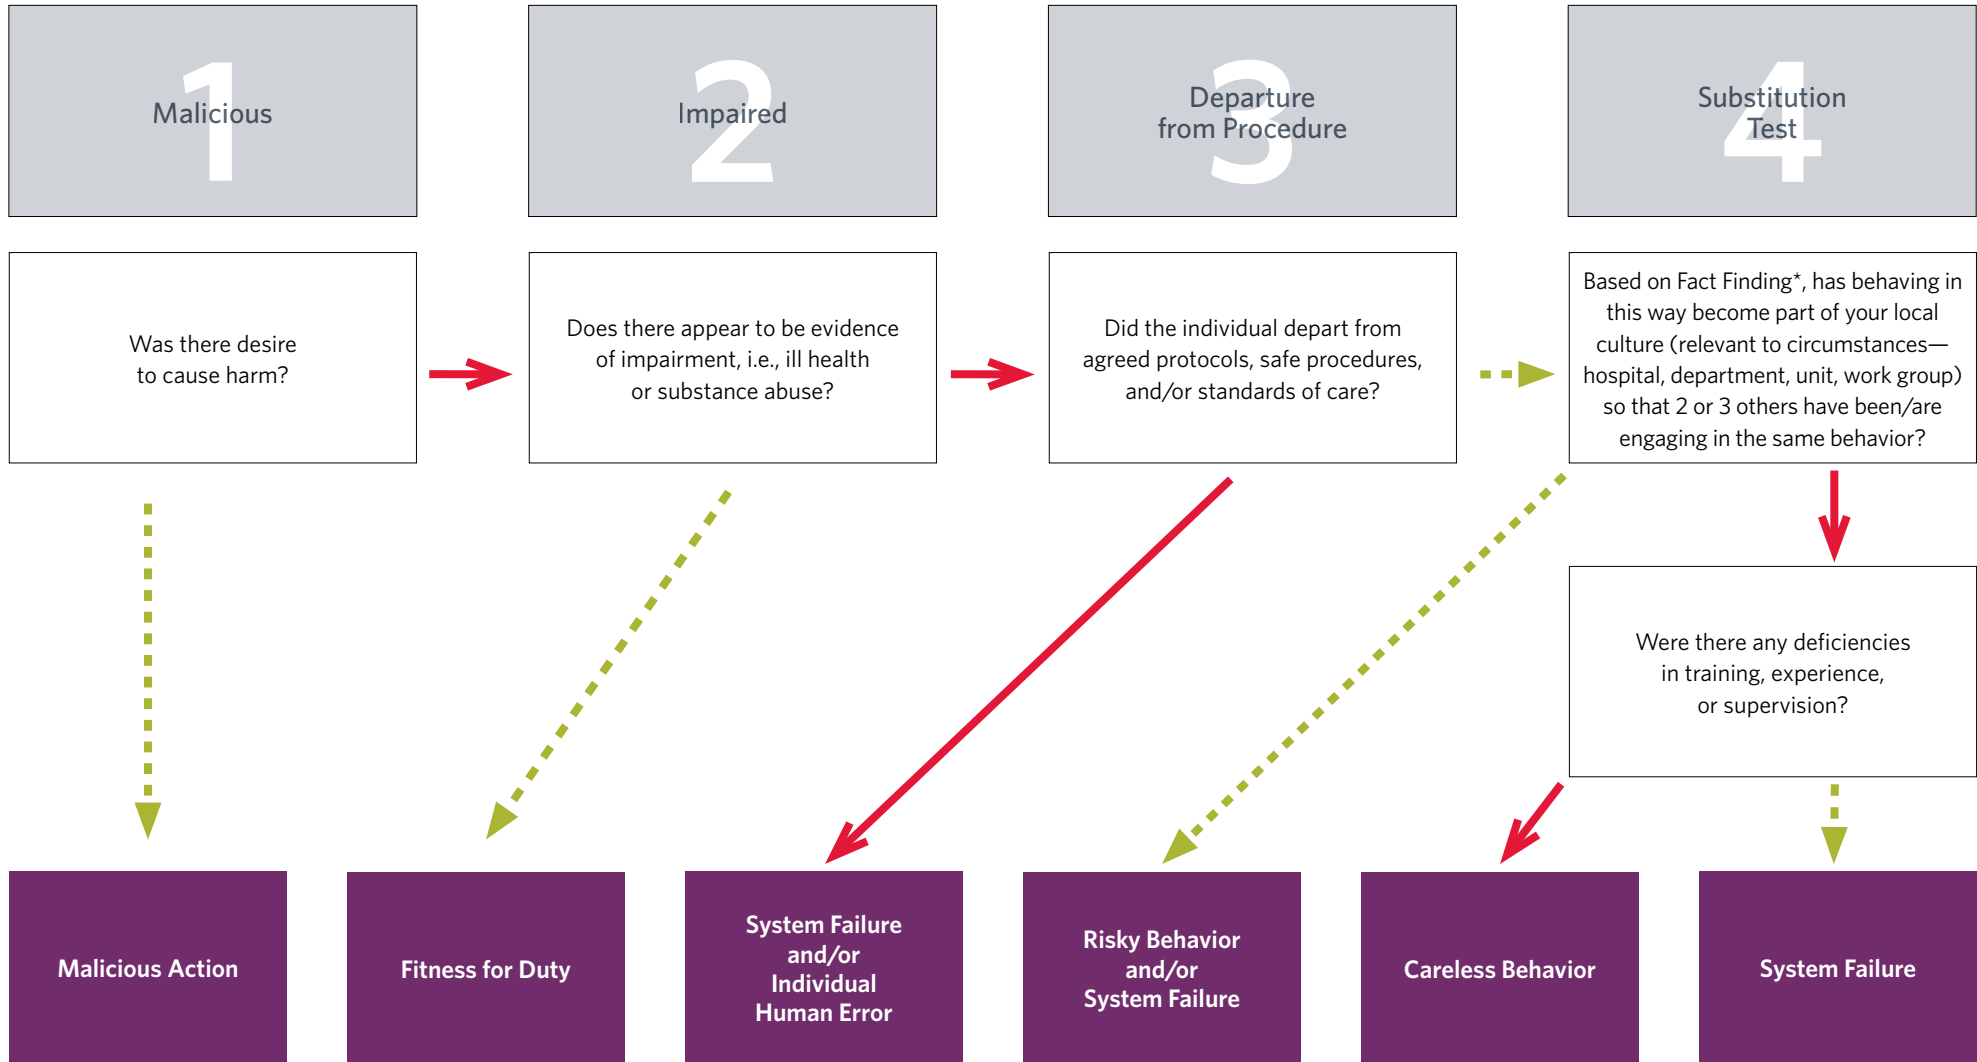 1
Malicious
2
Impaired
3
Departure
from Procedure
4
Substitution
Test
Was there desire
to cause harm?
Does there appear to be evidence
of impairment, i.e., ill health
or substance abuse?
Did the individual depart from
agreed protocols, safe procedures,
and/or standards of care?
Based on Fact Finding*, has behaving in
this way become part of your local
culture (relevant to circumstances—
hospital, department, unit, work group)
so that 2 or 3 others have been/are
engaging in the same behavior?
Were there any deficiencies
in training, experience,
or supervision?
Malicious Action
Fitness for Duty
System Failure
and/or
Individual
Human Error
Risky Behavior
and/or
System Failure
Careless Behavior
System Failure